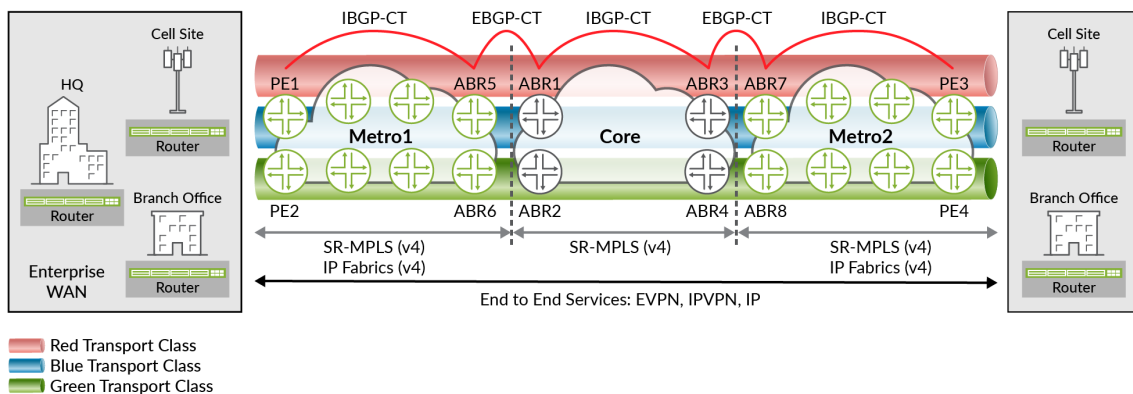 IBGP-CT
EBGP-CT
IBGP-CT
EBGP-CT
IBGP-CT
Cell Site
HQ
Router
Router
Branch Office
Router
Enterprise
WAN
PE1
ABR5
ABR1
ABR3
ABR7
PE3
Metro1
Core
Metro2
PE2
ABR6
ABR2
ABR4
ABR8
PE4
SR-MPLS (v4)
IP Fabrics (v4)
SR-MPLS (v4)
SR-MPLS (v4)
IP Fabrics (v4)
End to End Services: EVPN, IPVPN, IP
Cell Site
Router
Branch Office
Router
Red Transport Class
Blue Transport Class
Green Transport Class